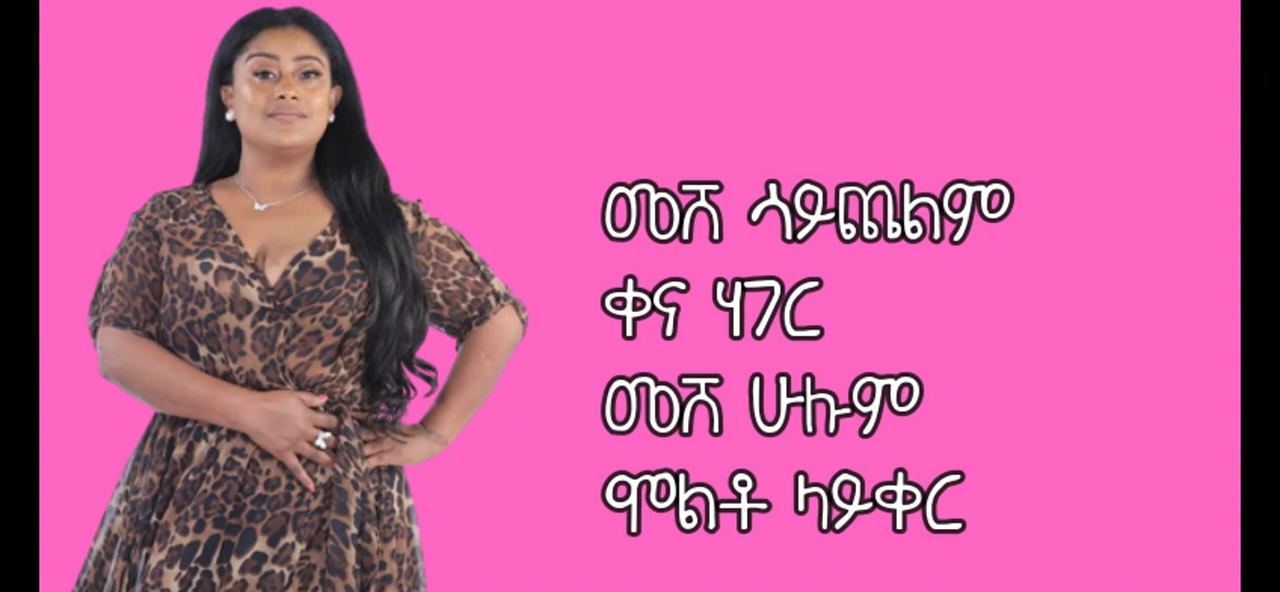 መሽ ሳይጨልም
ቀና ሃገር
መሽ ሁሉም
ሞልቶ ላይቀር